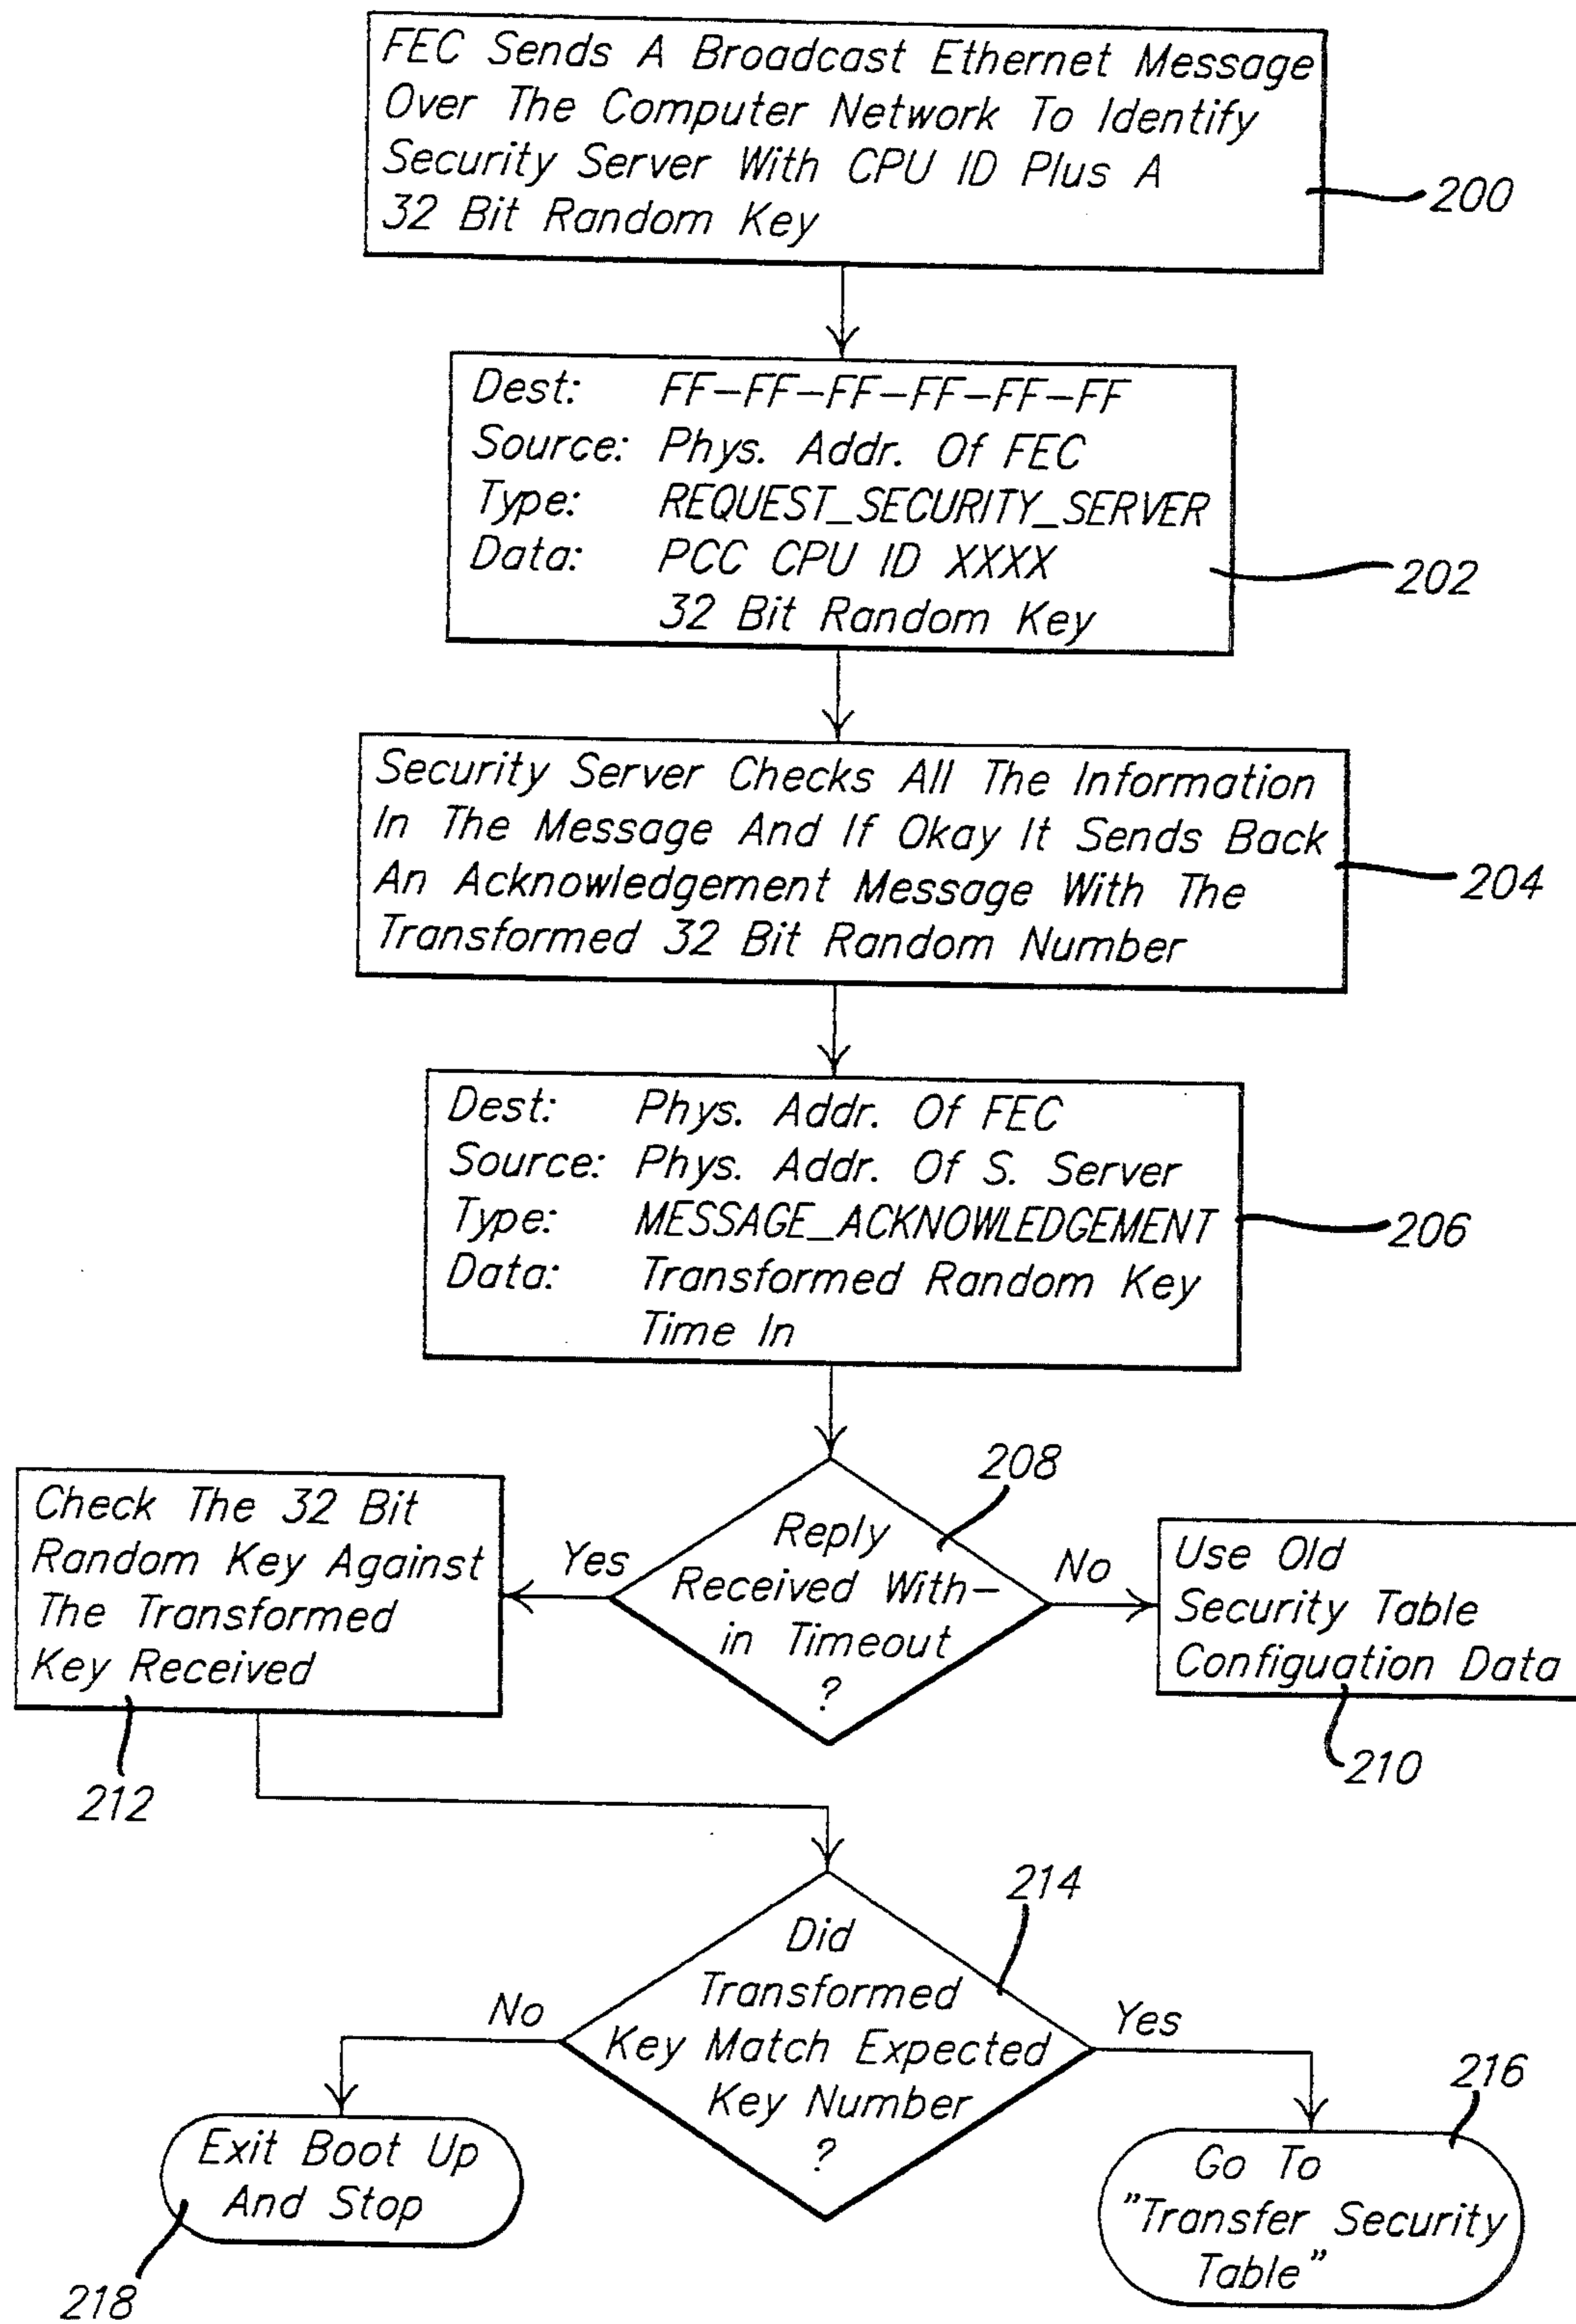 FEC Sends A Broadcast Ethernet Message
Over The Computer Network To Identify
Security Server With CPU ID Plus A
32 Bit Random Key
200
Dest: FF-FF-FF-FF-FF-FF
Source: Phys. Addr. Of FEC
Type: REQUEST_SECURITY_SERVER
Data: PCC CPU ID XXXX
32 Bit Random Key
202
Security Server Checks All The Information
In The Message And If Okay It Sends Back
An Acknowledgement Message With The
Transformed 32 Bit Random Number
204
Dest: Phys. Addr. Of FEC
Source: Phys. Addr. Of S. Server
Type: MESSAGE_ACKNOWLEDGEMENT
Data: Transformed Random Key
Time In
206
208
Reply
Received With-
in Timeout
?
Yes
No
Check The 32 Bit
Random Key Against
The Transformed
Key Received
212
Use Old
Security Table
Configuation Data
210
214
Did
Transformed
Key Match Expected
Key Number
?
No
Yes
Exit Boot Up
And Stop
218
216
Go To
"Transfer Security
Table"